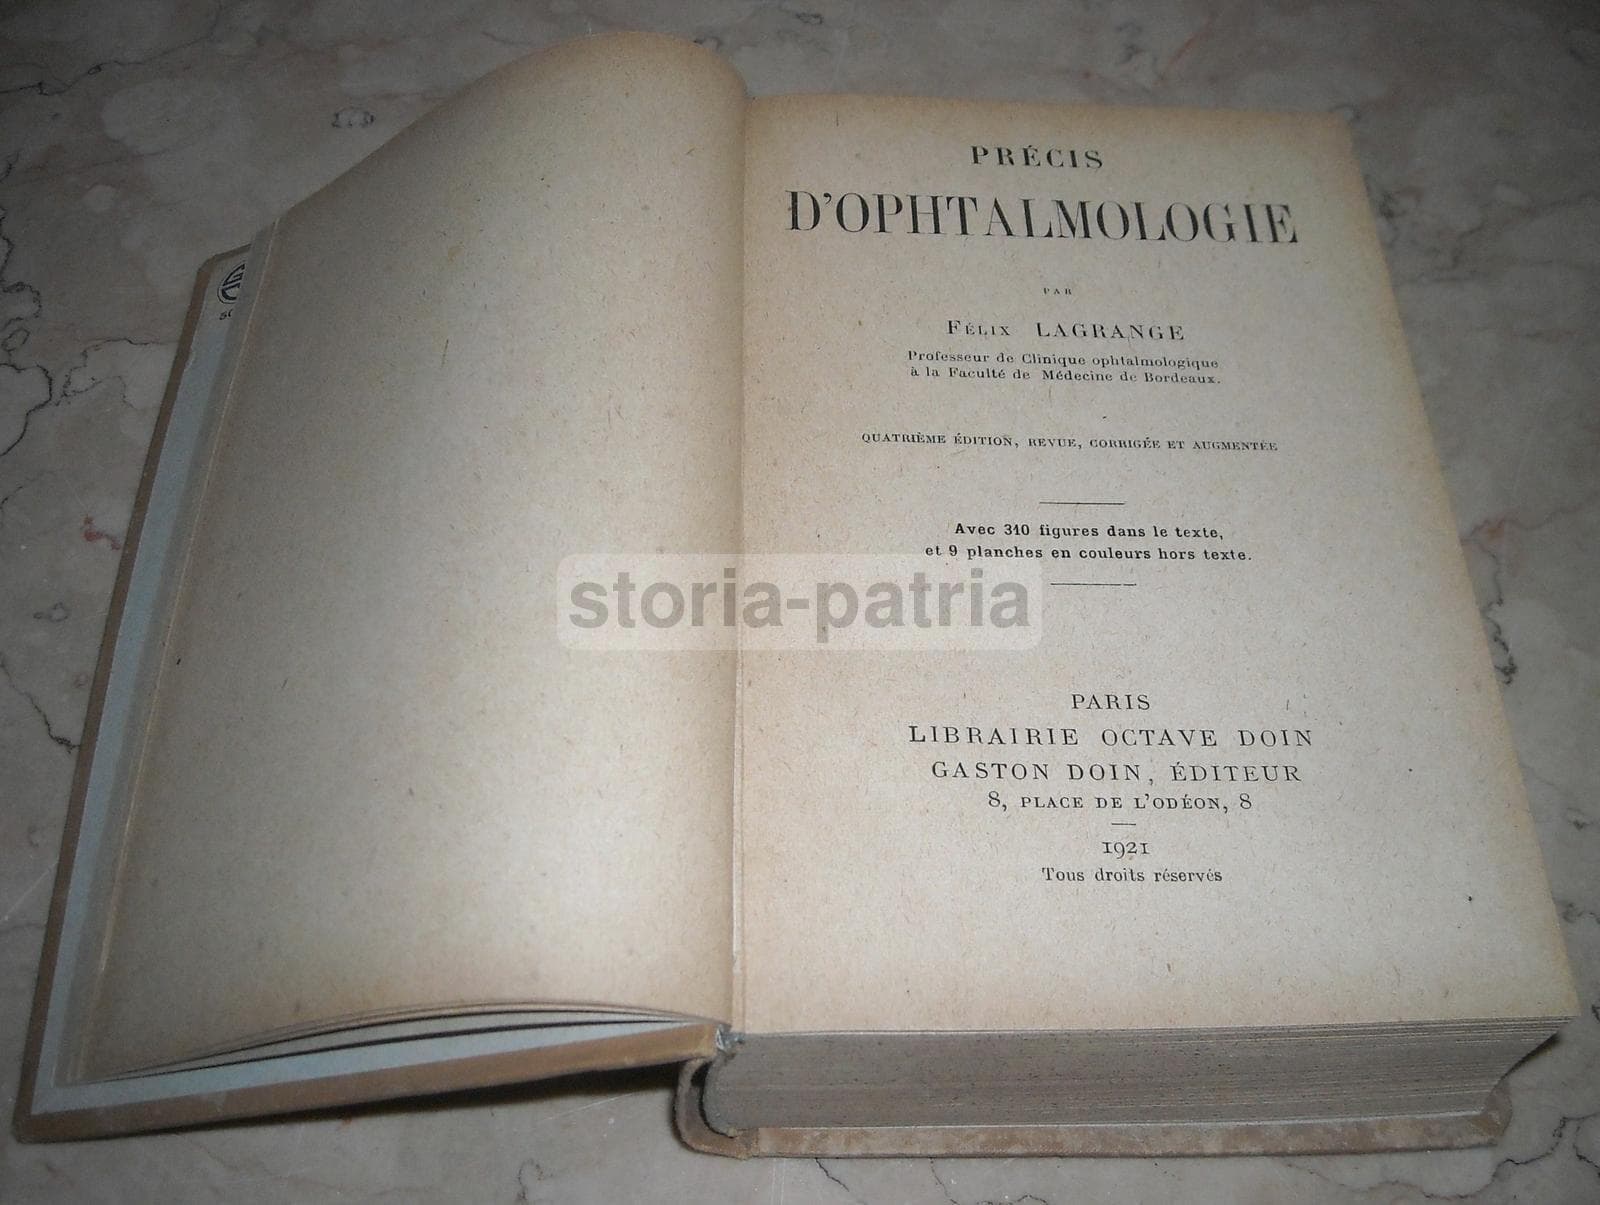 PRÉCIS
D'OPHTALMOLOGIE
PAR
FÉLIX LAGRANGE
Professeur de Clinique ophtalmologique
à la Faculté de Médecine de Bordeaux.
QUATRIÈME ÉDITION, REVUE, CORRIGÉE ET AUGMENTÉE
Avec 310 figures dans le texte,
et 9 planches en couleurs hors texte.
storia-patria
PARIS
LIBRAIRIE OCTAVE DOIN
GASTON DOIN, ÉDITEUR
8, PLACE DE L'ODÉON, 8
1921
Tous droits réservés